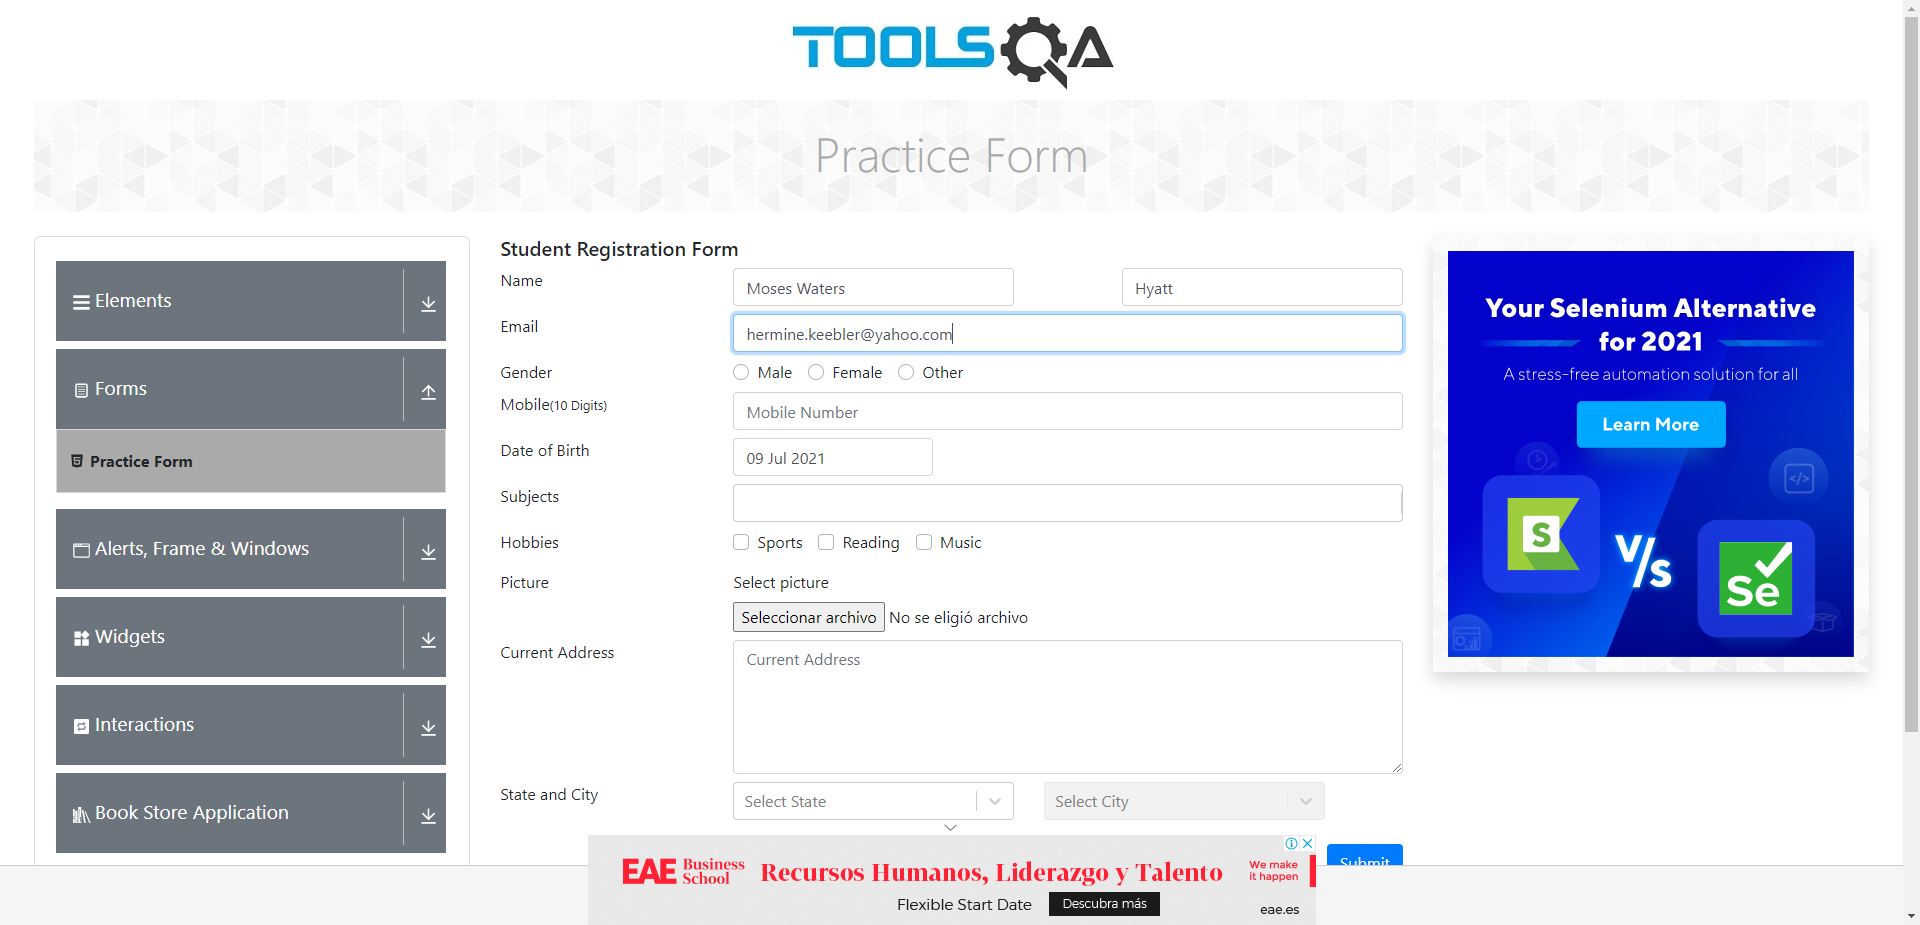 TOOLSQA
Practice Form
Elements
Forms
Practice Form
Alerts, Frame & Windows
Widgets
Interactions
Book Store Application
Student Registration Form
Name
Moses Waters
Hyatt
Email
hermine.keebler@yahoo.com
Gender
Male
Female
Other
Mobile(10 Digits)
Mobile Number
Date of Birth
09 Jul 2021
Subjects
Hobbies
Sports
Reading
Music
Picture
Select picture
Seleccionar archivo No se eligió archivo
Current Address
Current Address
State and City
Select State
Select City
Submit
Your Selenium Alternative
for 2021
A stress-free automation solution for all
Learn More
</>
S
V/s
Se
EAE Business
School
Recursos Humanos, Liderazgo y Talento
Flexible Start Date
Descubra más
We make
it happen
eae.es